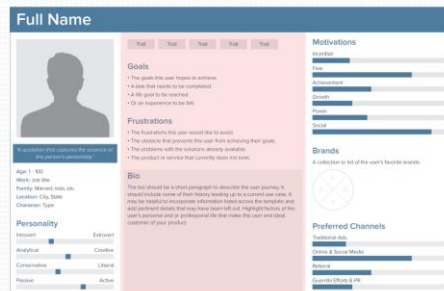 Full Name
"A quotation that captures the essence of
this person's personality."
Age: 1 - 100
Work: Job title
Family: Married, kids, etc.
Location: City, State
Character: Type
Personality
Introvert Extrovert
Analytical Creative
Conservative Liberal
Passive Active
Trait Trait Trait Trait Trait
Goals
• The goals this user hopes to achieve.
• A task that needs to be completed.
• A life goal to be reached.
• Or an experience to be felt.
Frustrations
• The frustrations this user would like to avoid.
• The obstacle that prevents this user from achieving their goals.
• The problems with the solutions already available.
• The product or service that currently does not exist.
Bio
The bio should be a short paragraph to describe the user journey. It
should include some of their history leading up to a current use case. It
may be helpful to incorporate information listed across the template and
add pertinent details that may have been left out. Highlight factors of the
user's personal and/or professional life that make this user and ideal
customer of your product.
Motivations
Incentive
Fear
Achievement
Growth
Power
Social
Brands
A collection or list of the user's favorite brands.
Preferred Channels
Traditional Ads
Online & Social Media
Referral
Guerrilla Efforts & PR